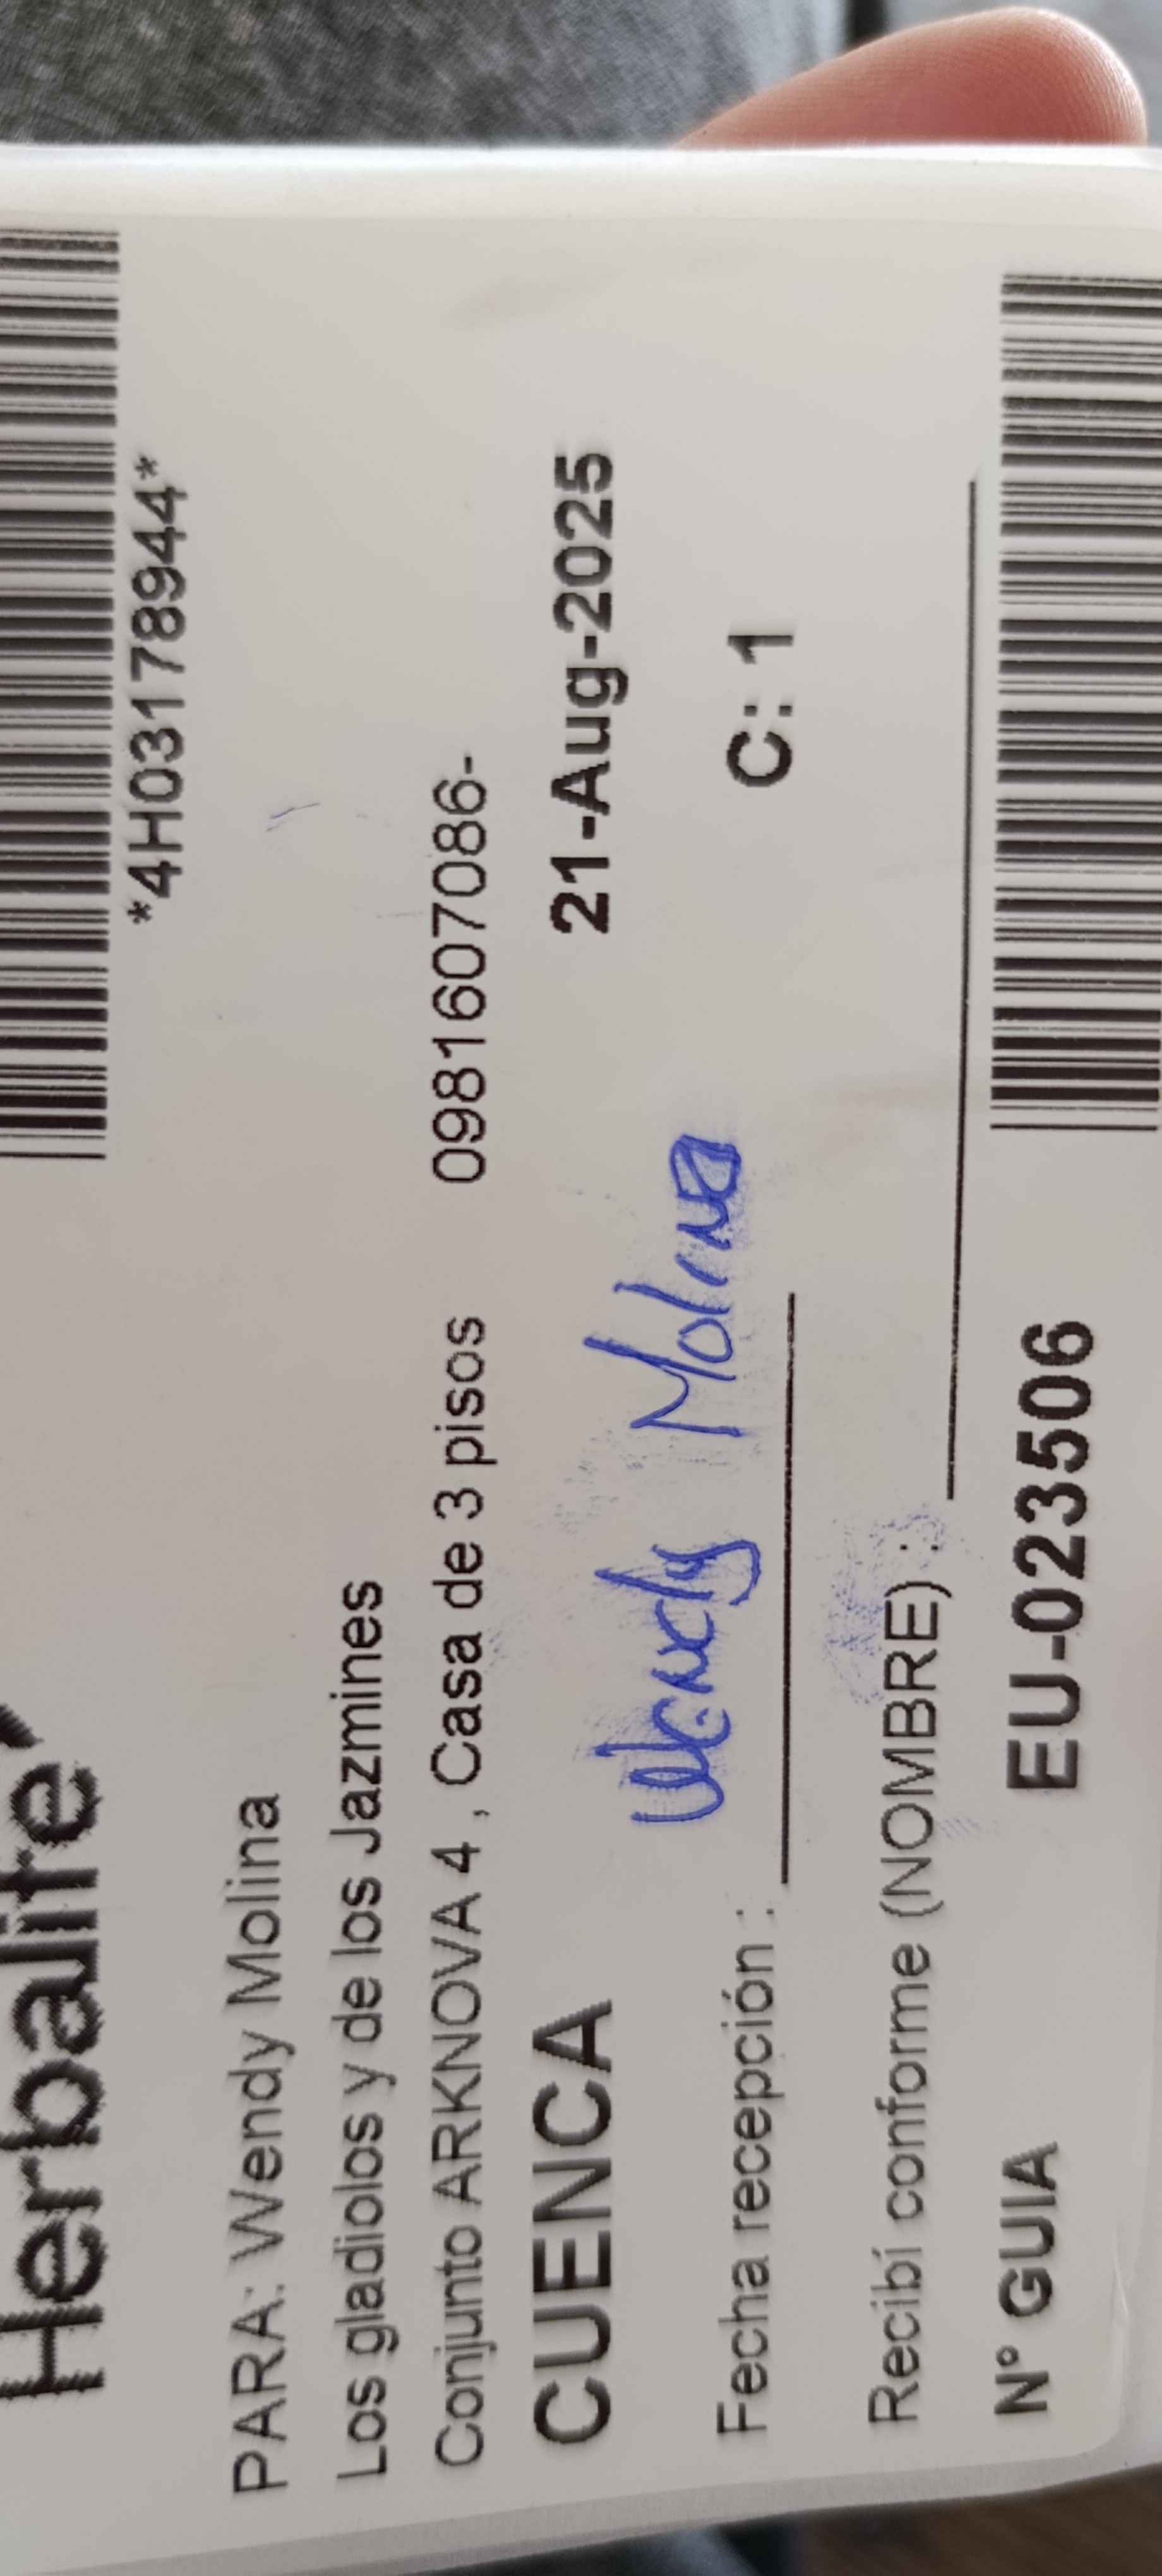 Herbalife
*4H03178944*
PARA: Wendy Molina
Los gladiolos y de los Jazmines
Conjunto ARKNOVA 4 , Casa de 3 pisos 0981607086-
CUENCA 21-Aug-2025
Wendy Molina
Fecha recepción : C: 1
Recibí conforme (NOMBRE) :
N° GUIA EU-023506